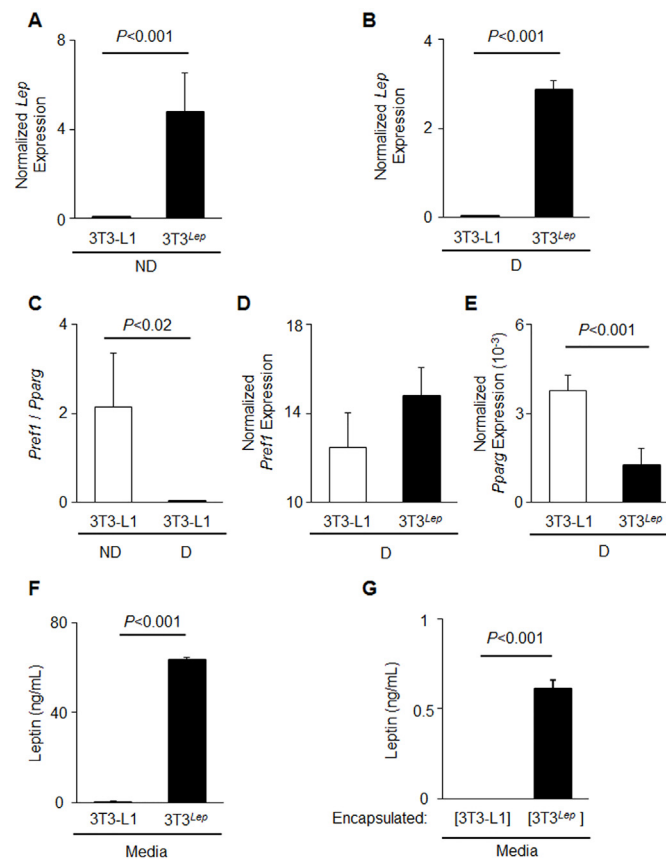 A
Normalized Lep
Expression
8
4
0
P<0.001
3T3-L1
3T3Lep
ND
B
Normalized Lep
Expression
4
2
0
P<0.001
3T3-L1
3T3Lep
D
C
Pref1 / Pparg
4
2
0
P<0.02
3T3-L1
3T3-L1
ND
D
D
Normalized
Pref1 Expression
18
14
10
3T3-L1
3T3Lep
D
E
Normalized
Pparg Expression (10-3)
6
3
0
P<0.001
3T3-L1
3T3Lep
D
F
Leptin (ng/mL)
80
40
0
P<0.001
3T3-L1
3T3Lep
Media
G
Leptin (ng/mL)
1
0.5
0
P<0.001
Encapsulated:
[3T3-L1]
[3T3Lep ]
Media